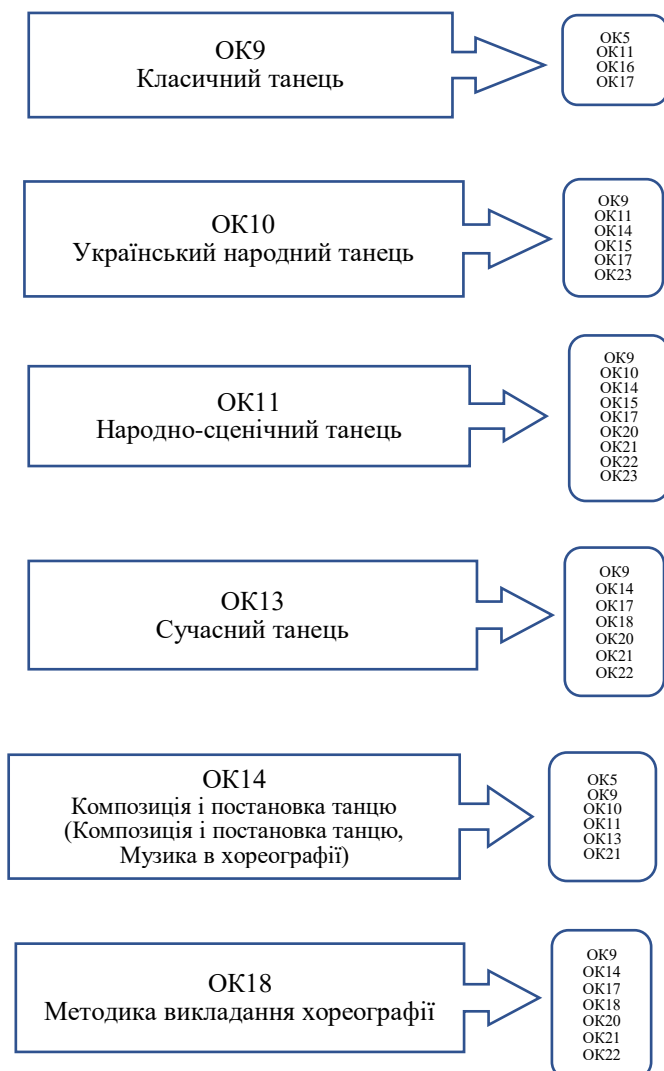 ОК9
Класичний танець
ОК5
ОК11
ОК16
ОК17
ОК10
Український народний танець
ОК9
ОК11
ОК14
ОК15
ОК17
ОК23
ОК11
Народно-сценічний танець
ОК9
ОК10
ОК14
ОК15
ОК17
ОК20
ОК21
ОК22
ОК23
ОК13
Сучасний танець
ОК9
ОК14
ОК17
ОК18
ОК20
ОК21
ОК22
ОК14
Композиція і постановка танцю
(Композиція і постановка танцю,
Музика в хореографії)
ОК5
ОК9
ОК10
ОК11
ОК13
ОК21
ОК18
Методика викладання хореографії
ОК9
ОК14
ОК17
ОК18
ОК20
ОК21
ОК22